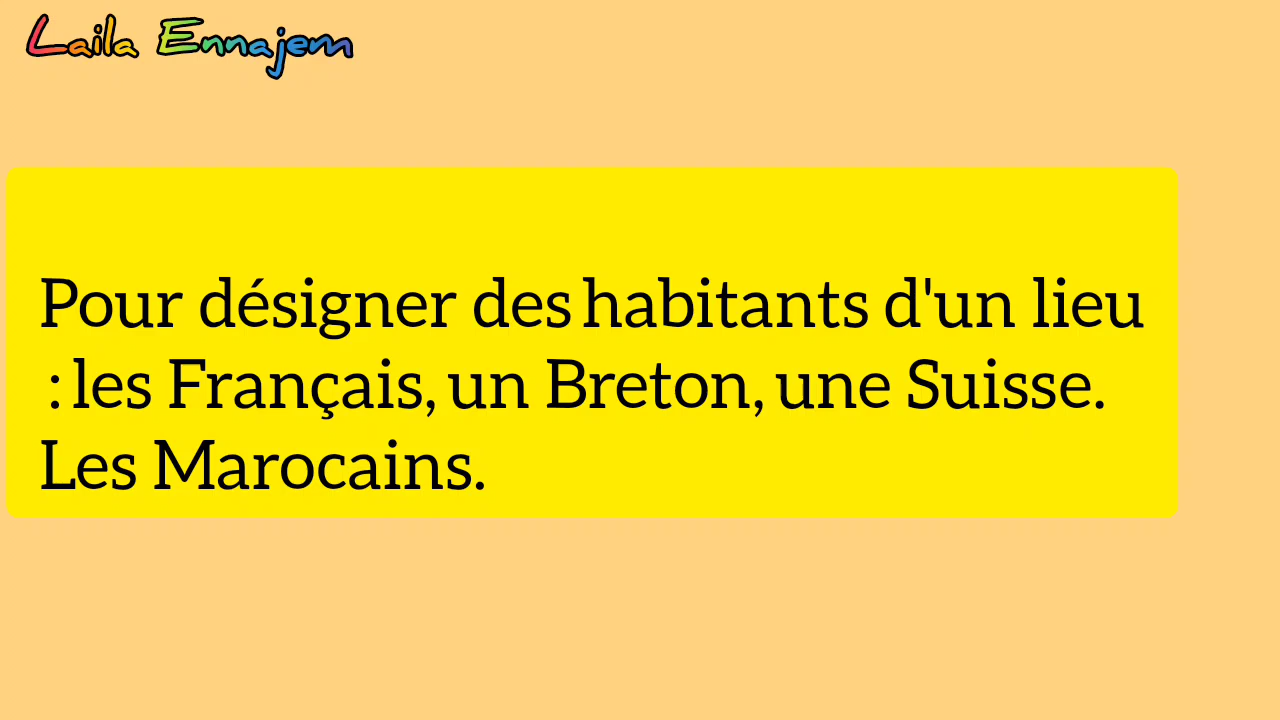 Laila Ennajem
Pour désigner des habitants d'un lieu
: les Français, un Breton, une Suisse.
Les Marocains.